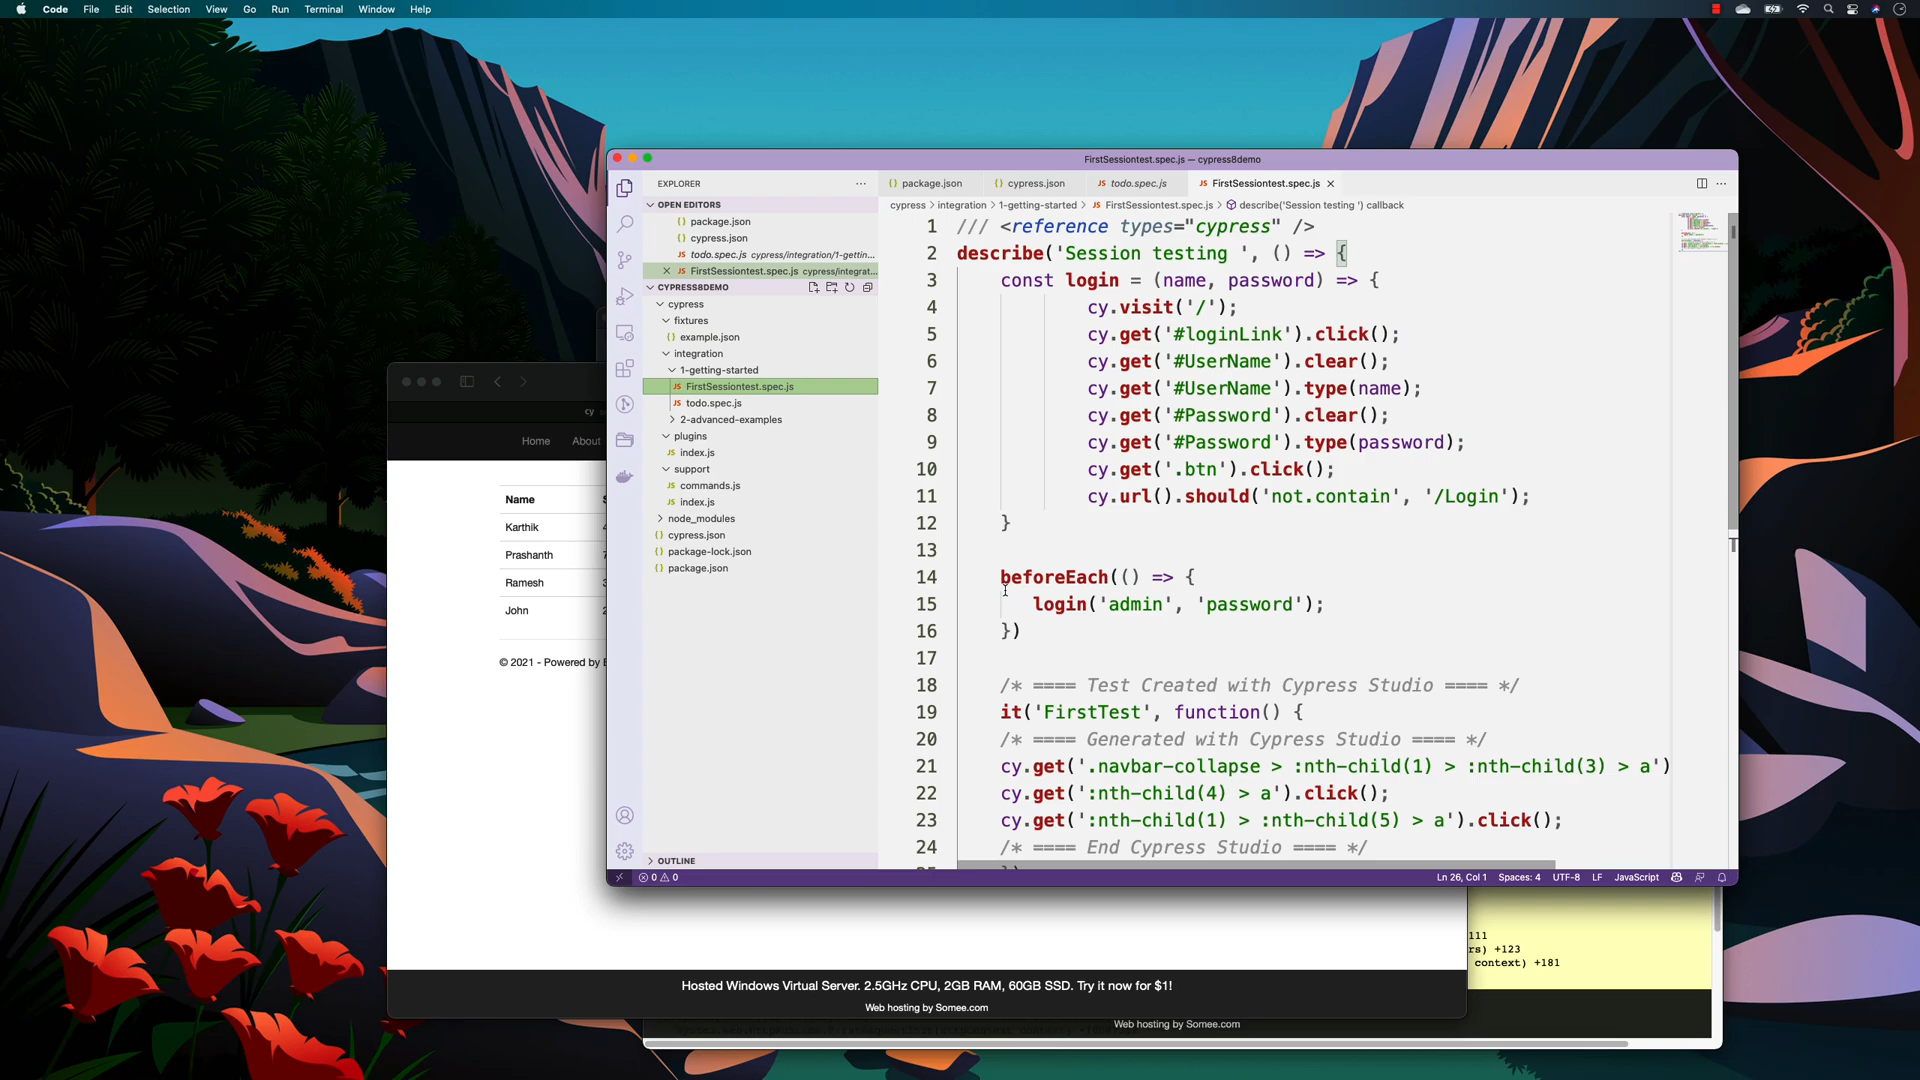 Code File Edit Selection View Go Run Terminal Window Help
FirstSessiontest.spec.js — cypress8demo
EXPLORER
OPEN EDITORS
package.json
cypress.json
todo.spec.js cypress/integration/1-gettin...
FirstSessiontest.spec.js cypress/integrat...
CYPRESS8DEMO
cypress
fixtures
example.json
integration
1-getting-started
FirstSessiontest.spec.js
todo.spec.js
2-advanced-examples
plugins
index.js
support
commands.js
index.js
node_modules
cypress.json
package-lock.json
package.json
OUTLINE
package.json cypress.json todo.spec.js FirstSessiontest.spec.js
cypress > integration > 1-getting-started > FirstSessiontest.spec.js > describe('Session testing ') callback
1 /// <reference types="cypress" />
2 describe('Session testing ', () => {
3 const login = (name, password) => {
4 cy.visit('/');
5 cy.get('#loginLink').click();
6 cy.get('#UserName').clear();
7 cy.get('#UserName').type(name);
8 cy.get('#Password').clear();
9 cy.get('#Password').type(password);
10 cy.get('.btn').click();
11 cy.url().should('not.contain', '/Login');
12 }
13
14 beforeEach(() => {
15 login('admin', 'password');
16 })
17
18 /* ==== Test Created with Cypress Studio ==== */
19 it('FirstTest', function() {
20 /* ==== Generated with Cypress Studio ==== */
21 cy.get('.navbar-collapse > :nth-child(1) > :nth-child(3) > a')
22 cy.get(':nth-child(4) > a').click();
23 cy.get(':nth-child(1) > :nth-child(5) > a').click();
24 /* ==== End Cypress Studio ==== */
0 0 Ln 26, Col 1 Spaces: 4 UTF-8 LF JavaScript
cy
Home About
Name
Karthik
Prashanth
Ramesh
John
© 2021 - Powered by
111
rs) +123
context) +181
Hosted Windows Virtual Server. 2.5GHz CPU, 2GB RAM, 60GB SSD. Try it now for $1!
Web hosting by Somee.com
Web hosting by Somee.com